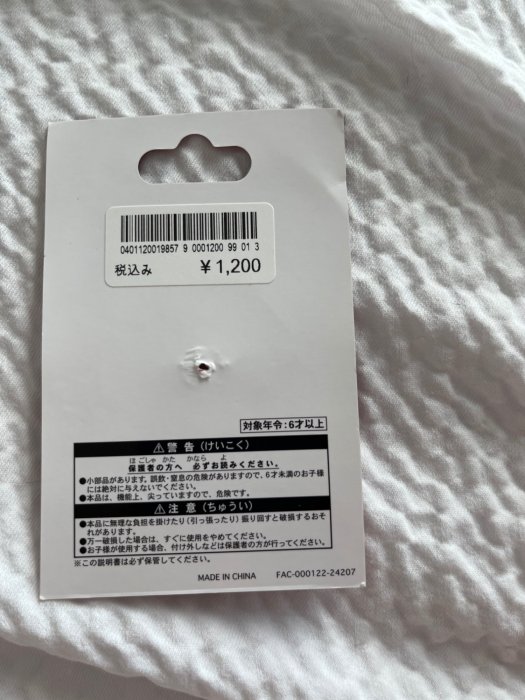 0401120019857 9 0001200 99 01 3
税込み ¥1,200
対象年令:6才以上
⚠警告(けいこく)
ほごしゃ かた かなら よ
保護者の方へ 必ずお読みください。
●小部品があります。誤飲・窒息の危険がありますので、6才未満のお子様
には絶対に与えないでください。
●本品は、機能上、尖っていますので、危険です。
⚠注意(ちゅうい)
●本品に無理な負担を掛けたり(引っ張ったり)振り回すと破損するおそ
れがあります。
●万一破損した場合は、すぐに使用をやめてください。
●お子様が使用する場合、付け外しなどは保護者の方が行ってください。
※この説明書は必ず保管してください。
MADE IN CHINA FAC-000122-24207